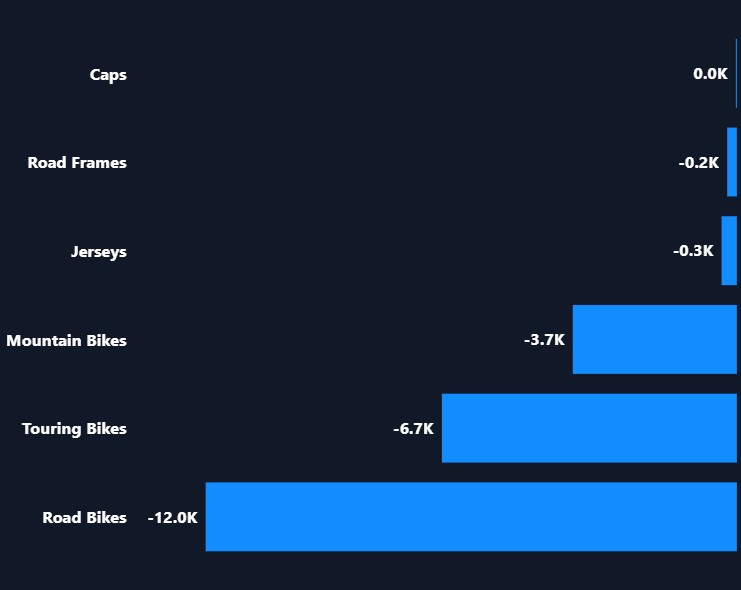 Caps 0.0K
Road Frames -0.2K
Jerseys -0.3K
Mountain Bikes -3.7K
Touring Bikes -6.7K
Road Bikes -12.0K